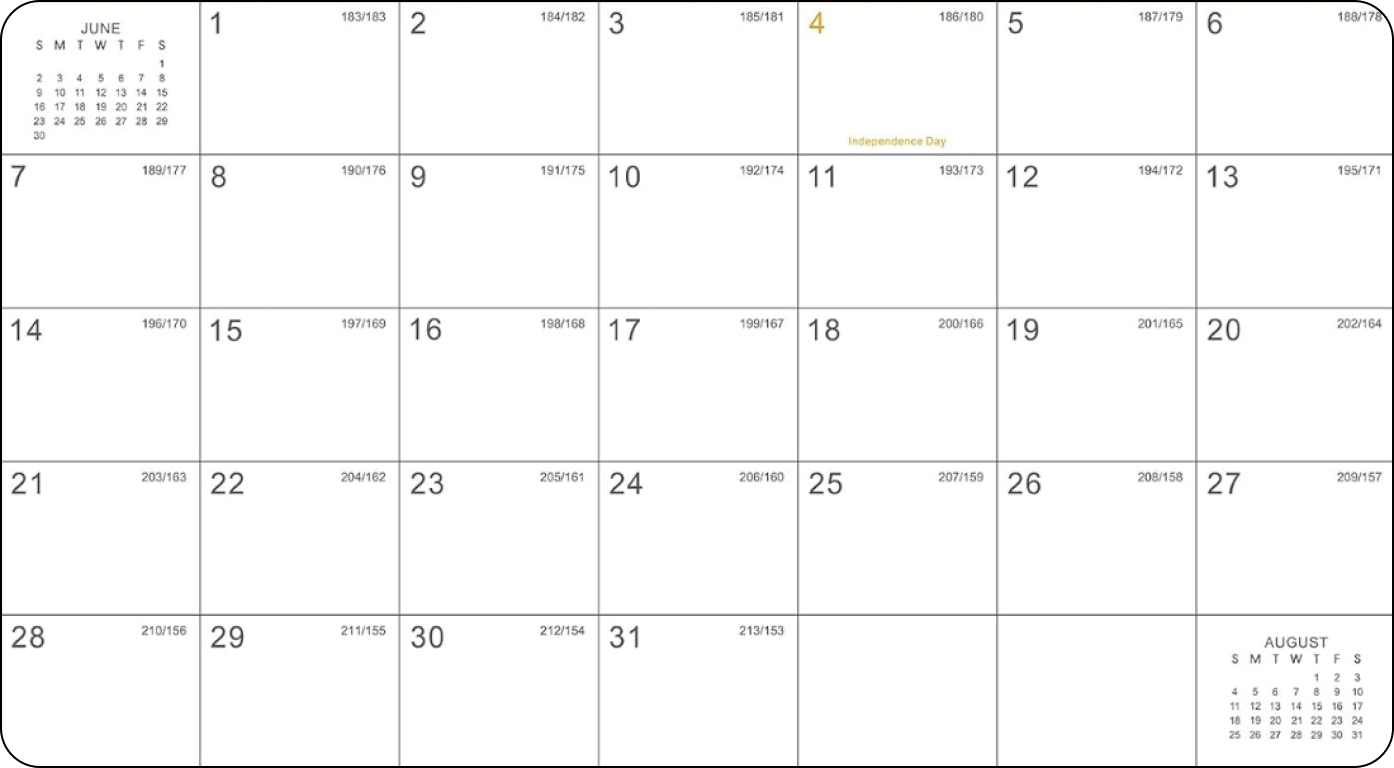 JUNE
S M T W T F S
1
2 3 4 5 6 7 8
9 10 11 12 13 14 15
16 17 18 19 20 21 22
23 24 25 26 27 28 29
30
1 183/183
2 184/182
3 185/181
4 186/180
Independence Day
5 187/179
6 188/178
7 189/177
8 190/176
9 191/175
10 192/174
11 193/173
12 194/172
13 195/171
14 196/170
15 197/169
16 198/168
17 199/167
18 200/166
19 201/165
20 202/164
21 203/163
22 204/162
23 205/161
24 206/160
25 207/159
26 208/158
27 209/157
28 210/156
29 211/155
30 212/154
31 213/153
AUGUST
S M T W T F S
1 2 3
4 5 6 7 8 9 10
11 12 13 14 15 16 17
18 19 20 21 22 23 24
25 26 27 28 29 30 31